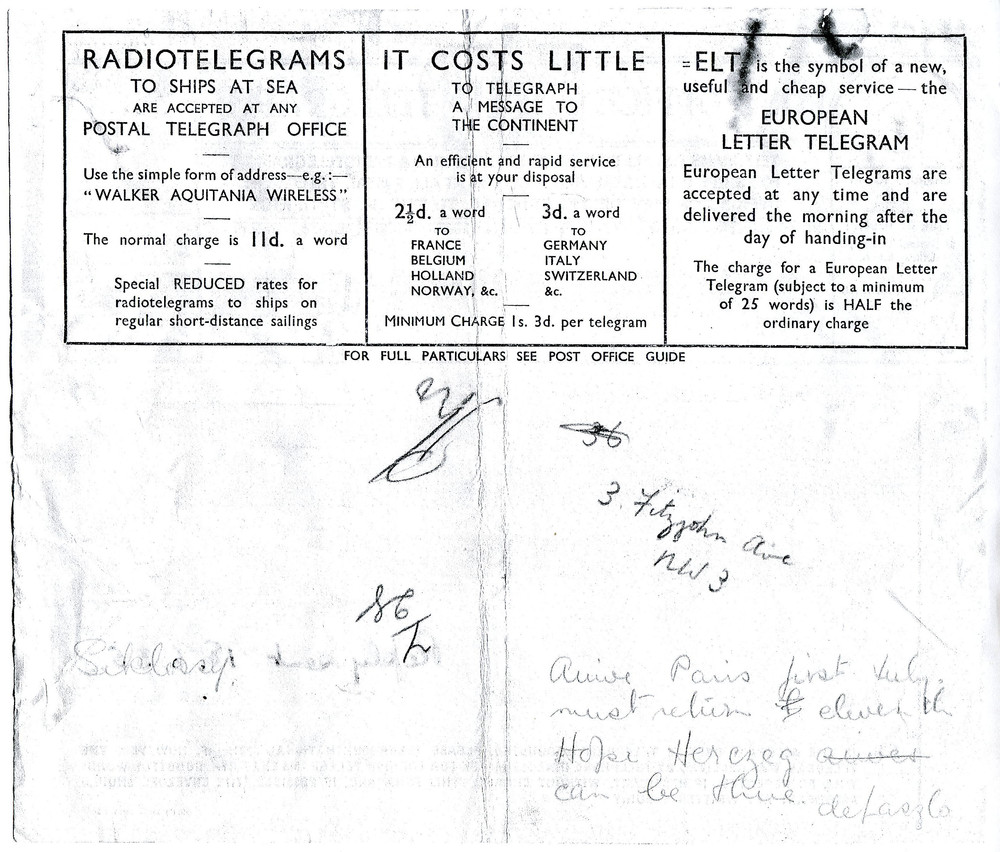 RADIOTELEGRAMS
TO SHIPS AT SEA
ARE ACCEPTED AT ANY
POSTAL TELEGRAPH OFFICE
Use the simple form of address—e.g.:—
"WALKER AQUITANIA WIRELESS"
The normal charge is 11d. a word
Special REDUCED rates for
radiotelegrams to ships on
regular short-distance sailings
IT COSTS LITTLE
TO TELEGRAPH
A MESSAGE TO
THE CONTINENT
An efficient and rapid service
is at your disposal
2½d. a word
TO
FRANCE
BELGIUM
HOLLAND
NORWAY, &c.
3d. a word
TO
GERMANY
ITALY
SWITZERLAND
&c.
MINIMUM CHARGE 1s. 3d. per telegram
=ELT= is the symbol of a new,
useful and cheap service—the
EUROPEAN
LETTER TELEGRAM
European Letter Telegrams are
accepted at any time and are
delivered the morning after the
day of handing-in
The charge for a European Letter
Telegram (subject to a minimum
of 25 words) is HALF the
ordinary charge
FOR FULL PARTICULARS SEE POST OFFICE GUIDE
36
3. Fitzjohn Ave
NW3
Siklossy
Arrive Paris first July.
must return eleventh
Hope Herczeg arrives
can be there deLaszlo